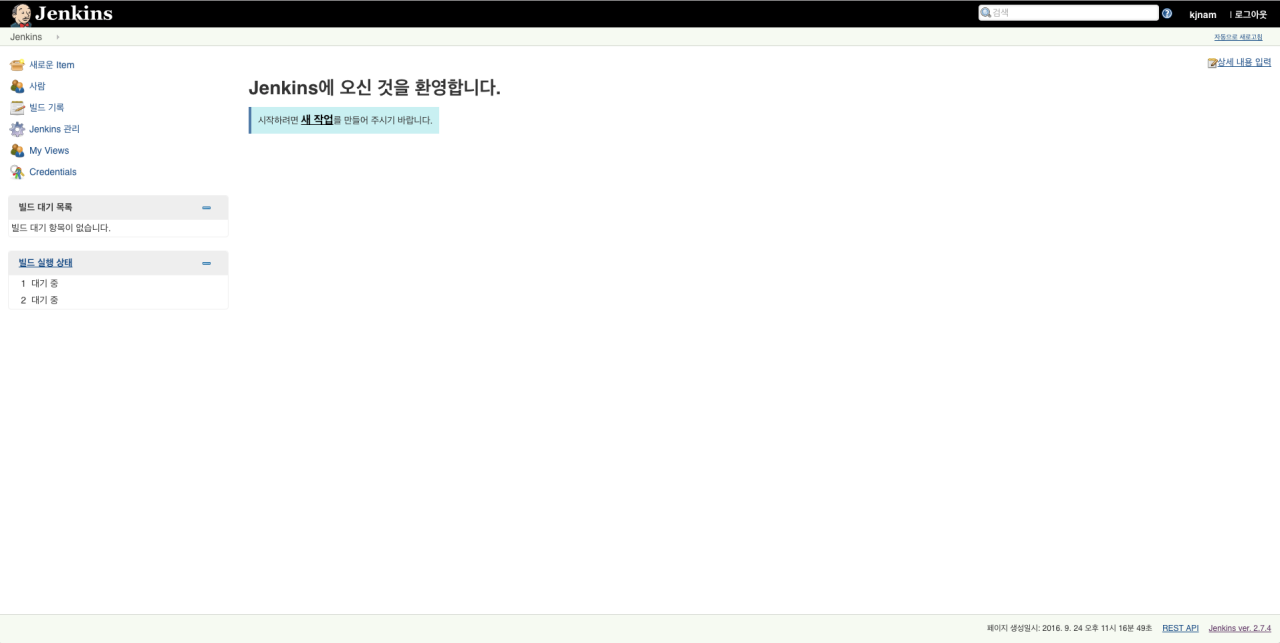 Jenkins
검색
kjnam
| 로그아웃
Jenkins
자동으로 새로고침
새로운 Item
사람
빌드 기록
Jenkins 관리
My Views
Credentials
빌드 대기 목록
빌드 대기 항목이 없습니다.
빌드 실행 상태
1 대기 중
2 대기 중
상세 내용 입력
Jenkins에 오신 것을 환영합니다.
시작하려면 새 작업를 만들어 주시기 바랍니다.
페이지 생성일시: 2016. 9. 24 오후 11시 16분 49초 REST API Jenkins ver. 2.7.4